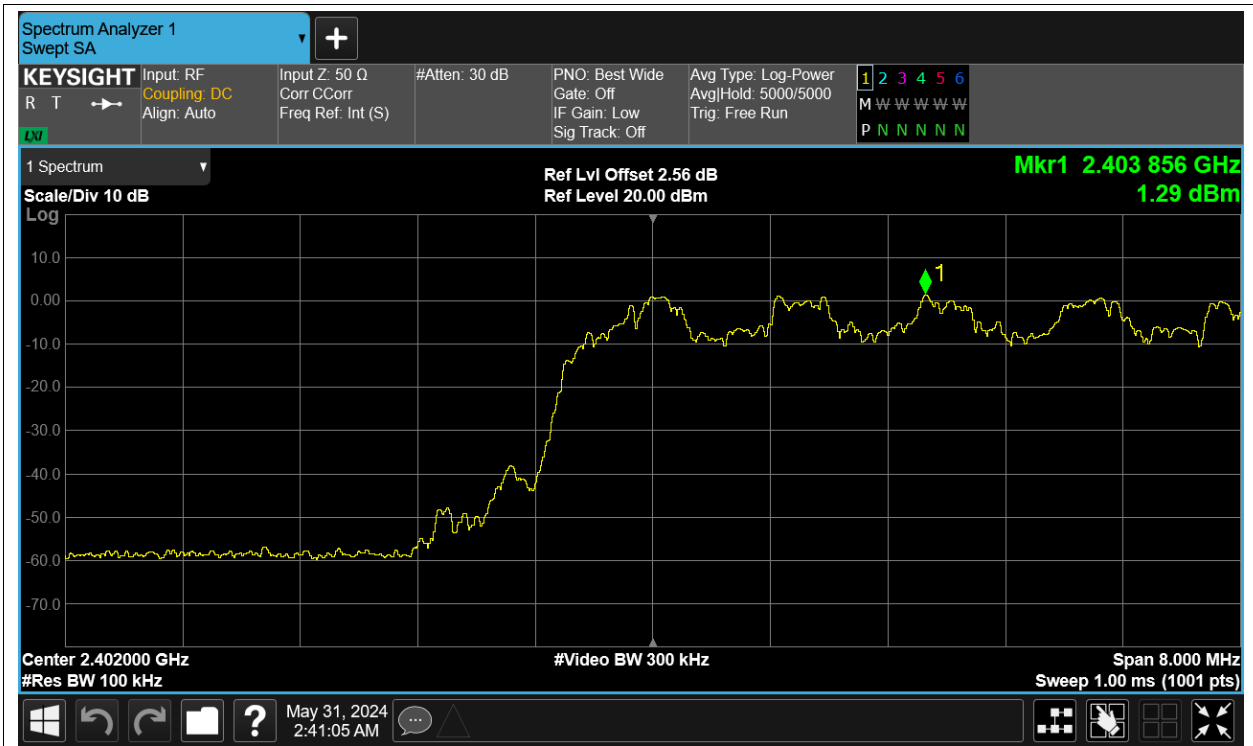 Spectrum Analyzer 1
Swept SA
KEYSIGHT
R T
LXI
Input: RF
Coupling: DC
Align: Auto
Input Z: 50 Ω
Corr CCorr
Freq Ref: Int (S)
#Atten: 30 dB
PNO: Best Wide
Gate: Off
IF Gain: Low
Sig Track: Off
Avg Type: Log-Power
Avg|Hold: 5000/5000
Trig: Free Run
1 2 3 4 5 6
M W W W W W
P N N N N N
1 Spectrum
Scale/Div 10 dB
Log
Ref Lvl Offset 2.56 dB
Ref Level 20.00 dBm
Mkr1 2.403 856 GHz
1.29 dBm
10.0
0.00
-10.0
-20.0
-30.0
-40.0
-50.0
-60.0
-70.0
1
Center 2.402000 GHz
#Res BW 100 kHz
#Video BW 300 kHz
Span 8.000 MHz
Sweep 1.00 ms (1001 pts)
?
May 31, 2024
2:41:05 AM